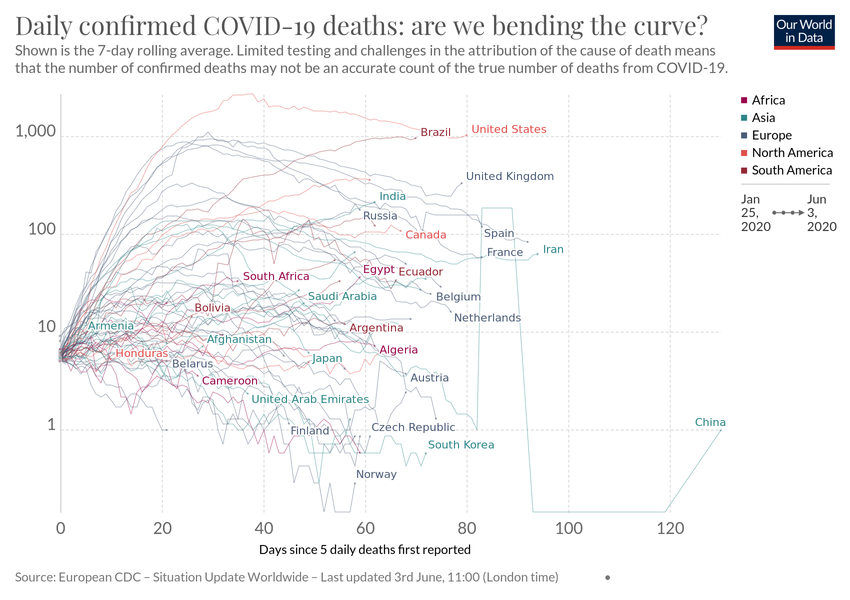 Daily confirmed COVID-19 deaths: are we bending the curve?
Shown is the 7-day rolling average. Limited testing and challenges in the attribution of the cause of death means
that the number of confirmed deaths may not be an accurate count of the true number of deaths from COVID-19.
Our World
in Data
Africa
Asia
Europe
North America
South America
Jan
25,
2020
Jun
3,
2020
1,000
100
10
1
Brazil
United States
United Kingdom
India
Russia
Canada
Spain
France
Iran
South Africa
Egypt
Ecuador
Saudi Arabia
Belgium
Bolivia
Netherlands
Armenia
Argentina
Afghanistan
Algeria
Honduras
Japan
Belarus
Cameroon
Austria
United Arab Emirates
Finland
Czech Republic
China
South Korea
Norway
0
20
40
60
80
100
120
Days since 5 daily deaths first reported
Source: European CDC – Situation Update Worldwide – Last updated 3rd June, 11:00 (London time)